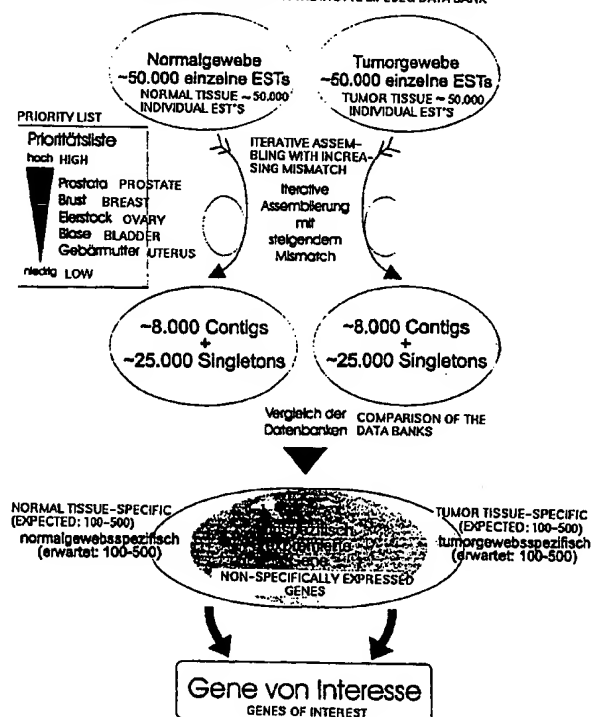 DATA BANK
Normalgewebe
~50.000 einzelne ESTs
NORMAL TISSUE ~ 50.000
INDIVIDUAL EST'S
Tumorgewebe
~50.000 einzelne ESTs
TUMOR TISSUE ~ 50.000
INDIVIDUAL EST'S
PRIORITY LIST
Prioritätsliste
hoch HIGH
Prostata PROSTATE
Brust BREAST
Eierstock OVARY
Blase BLADDER
Gebärmutter UTERUS
niedrig LOW
ITERATIVE ASSEM-
BLING WITH INCREA-
SING MISMATCH
Iterative
Assemblierung
mit
steigendem
Mismatch
~8.000 Contigs
+
~25.000 Singletons
~8.000 Contigs
+
~25.000 Singletons
Vergleich der
Datenbanken
COMPARISON OF THE
DATA BANKS
NORMAL TISSUE-SPECIFIC
(EXPECTED: 100-500)
normalgewebsspezifisch
(erwartet: 100-500)
NON-SPECIFICALLY EXPRESSED
GENES
TUMOR TISSUE-SPECIFIC
(EXPECTED: 100-500)
tumorgewebsspezifisch
(erwartet: 100-500)
Gene von Interesse
GENES OF INTEREST